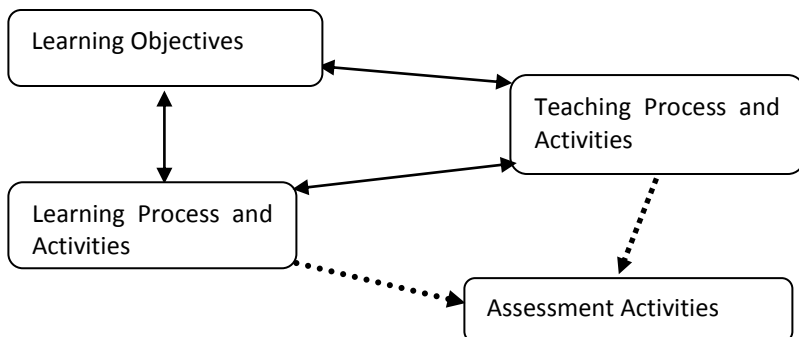 Learning Objectives
Teaching Process and
Activities
Learning Process and
Activities
Assessment Activities